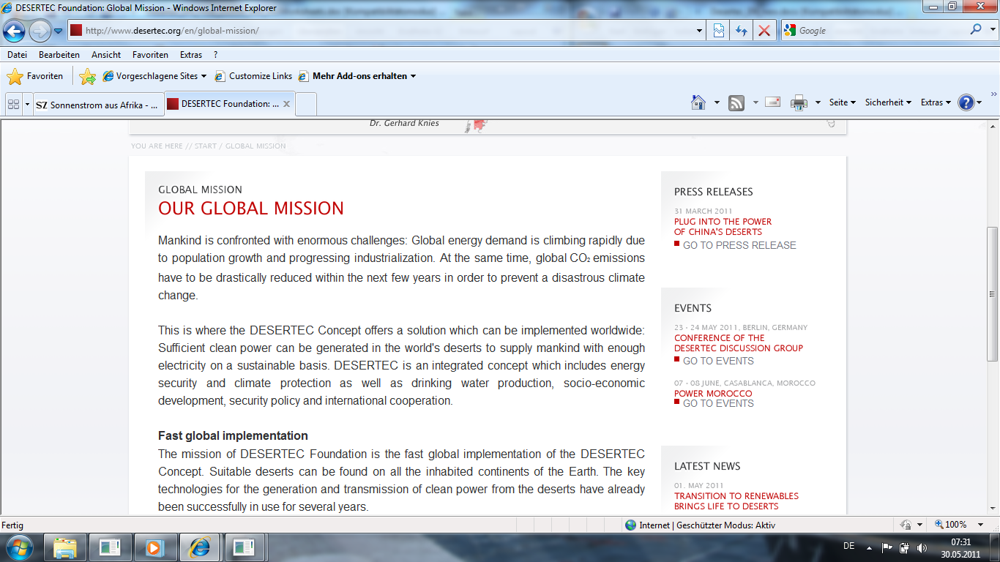 DESERTEC Foundation: Global Mission - Windows Internet Explorer
http://www.desertec.org/en/global-mission/
Google
Datei Bearbeiten Ansicht Favoriten Extras ?
Favoriten Vorgeschlagene Sites Customize Links Mehr Add-ons erhalten
SZ Sonnenstrom aus Afrika - ... DESERTEC Foundation: ... Seite Sicherheit Extras
Dr. Gerhard Knies
YOU ARE HERE // START / GLOBAL MISSION
GLOBAL MISSION
OUR GLOBAL MISSION
Mankind is confronted with enormous challenges: Global energy demand is climbing rapidly due
to population growth and progressing industrialization. At the same time, global CO₂ emissions
have to be drastically reduced within the next few years in order to prevent a disastrous climate
change.
This is where the DESERTEC Concept offers a solution which can be implemented worldwide:
Sufficient clean power can be generated in the world's deserts to supply mankind with enough
electricity on a sustainable basis. DESERTEC is an integrated concept which includes energy
security and climate protection as well as drinking water production, socio-economic
development, security policy and international cooperation.
Fast global implementation
The mission of DESERTEC Foundation is the fast global implementation of the DESERTEC
Concept. Suitable deserts can be found on all the inhabited continents of the Earth. The key
technologies for the generation and transmission of clean power from the deserts have already
been successfully in use for several years.
PRESS RELEASES
31 MARCH 2011
PLUG INTO THE POWER
OF CHINA'S DESERTS
GO TO PRESS RELEASE
EVENTS
23 - 24 MAY 2011, BERLIN, GERMANY
CONFERENCE OF THE
DESERTEC DISCUSSION GROUP
GO TO EVENTS
07 - 08 JUNE, CASABLANCA, MOROCCO
POWER MOROCCO
GO TO EVENTS
LATEST NEWS
01. MAY 2011
TRANSITION TO RENEWABLES
BRINGS LIFE TO DESERTS
Fertig Internet | Geschützter Modus: Aktiv 100%
DE 07:31
30.05.2011